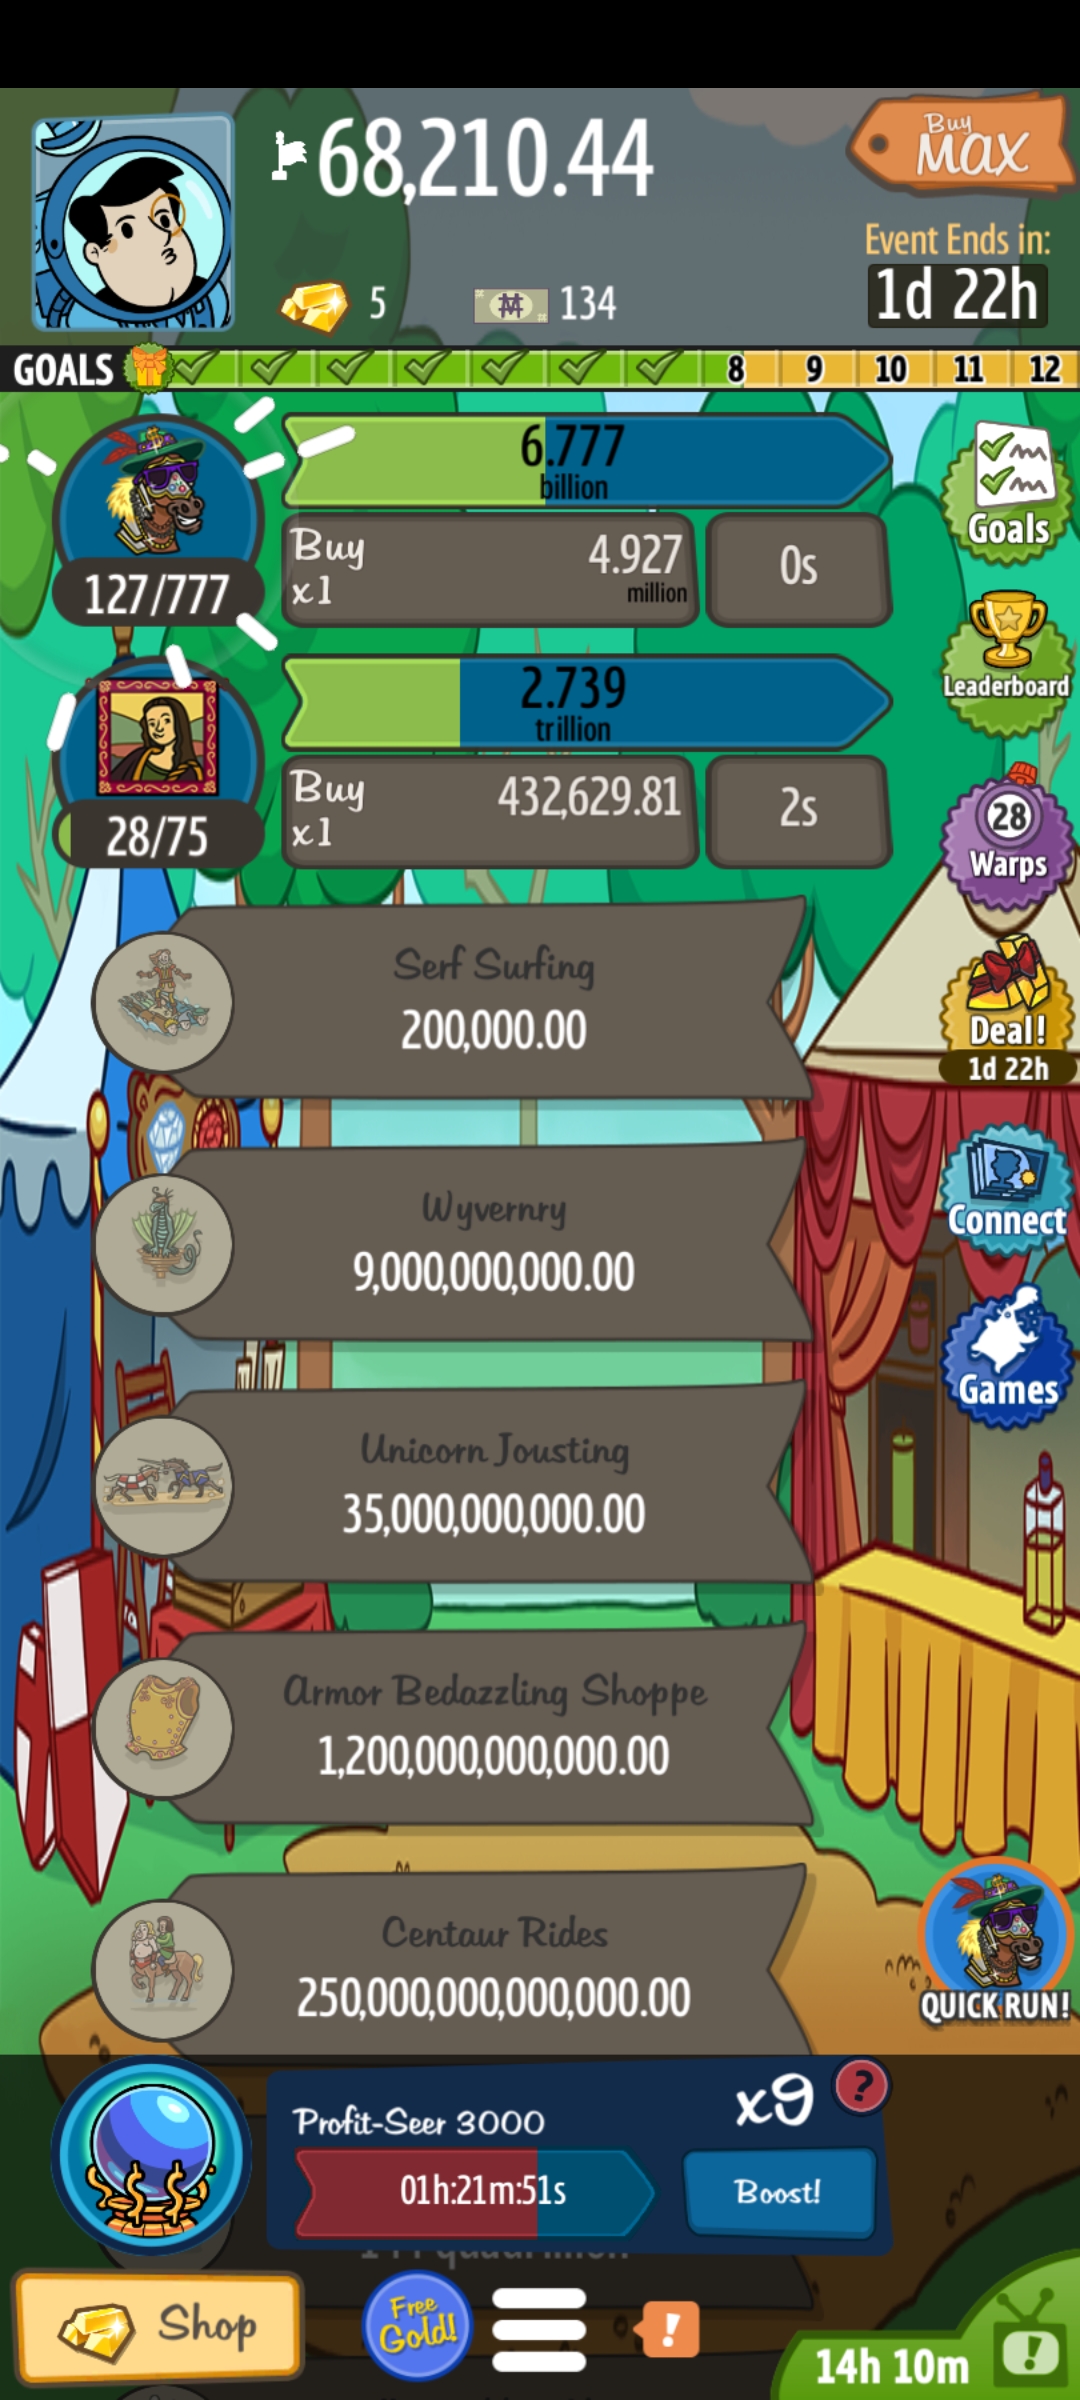 68,210.44
Buy
MAX
Event Ends in:
5
134
1d 22h
GOALS
8
9
10
11
12
6.777
billion
Buy
x1
4.927
million
0s
127/777
Goals
2.739
trillion
Leaderboard
Buy
x1
432,629.81
2s
28/75
28
Warps
Serf Surfing
200,000.00
Deal!
1d 22h
Wyvernry
9,000,000,000.00
Connect
Games
Unicorn Jousting
35,000,000,000.00
Armor Bedazzling Shoppe
1,200,000,000,000.00
Centaur Rides
250,000,000,000,000.00
QUICK RUN!
Profit-Seer 3000
x9
?
01h:21m:51s
Boost!
Shop
Free
Gold!
!
14h 10m
!